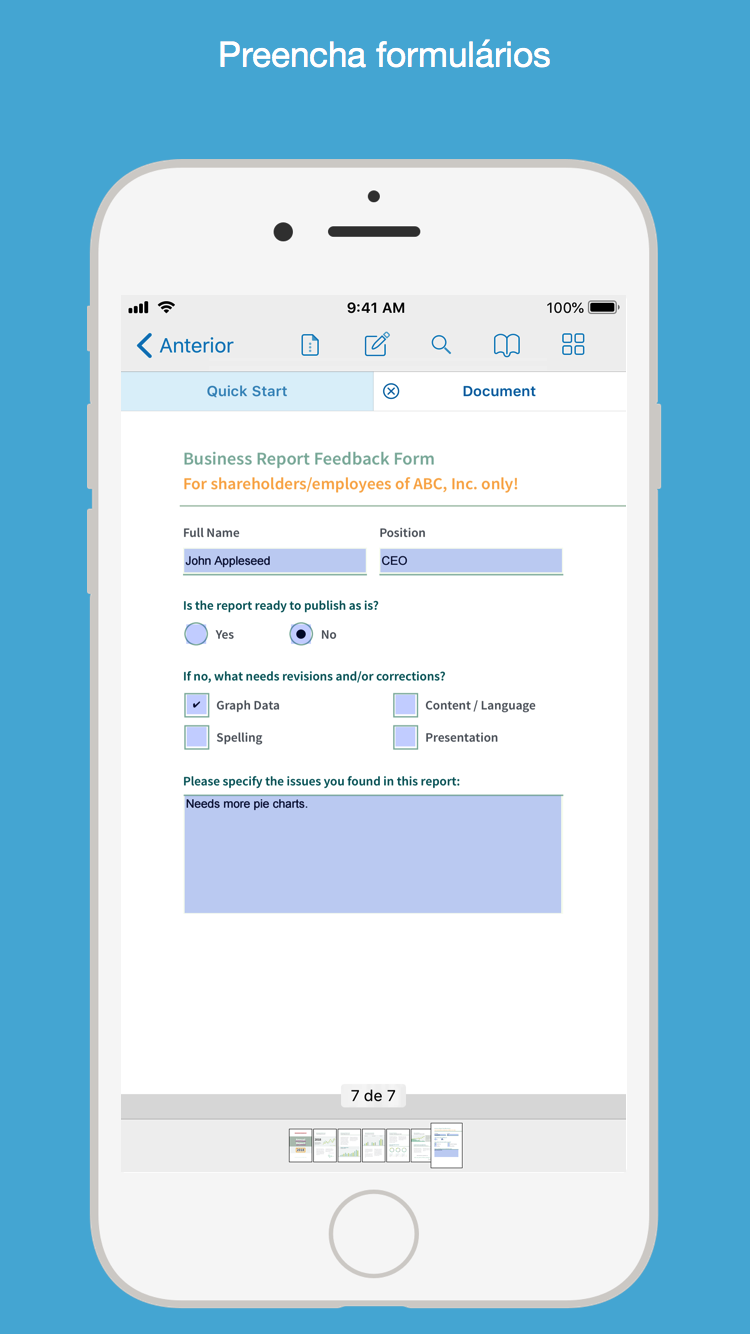 Preencha formulários
9:41 AM
100%
Anterior
Quick Start
Document
Business Report Feedback Form
For shareholders/employees of ABC, Inc. only!
Full Name
Position
John Appleseed
CEO
Is the report ready to publish as is?
Yes
No
If no, what needs revisions and/or corrections?
Graph Data
Content / Language
Spelling
Presentation
Please specify the issues you found in this report:
Needs more pie charts.
7 de 7